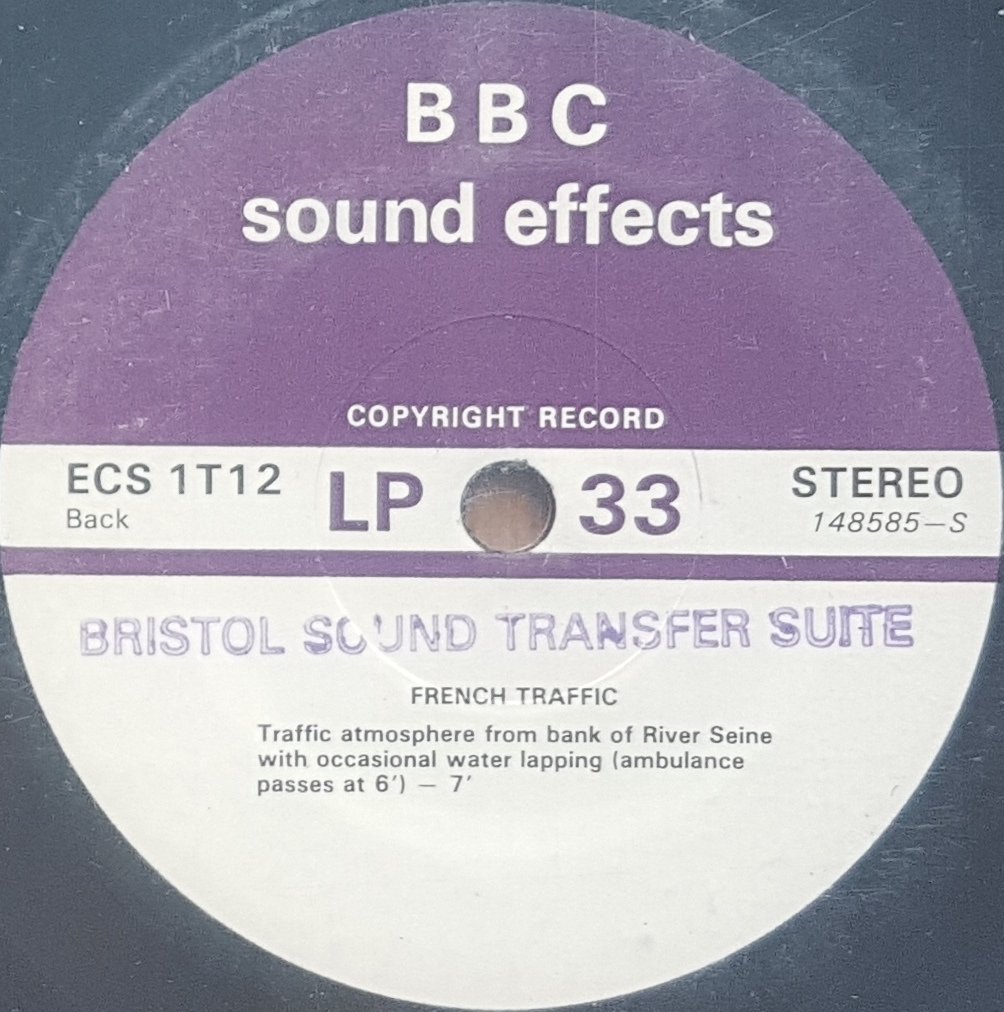 BBC
sound effects
COPYRIGHT RECORD
ECS 1T12 LP 33 STEREO
Back 148585–S
BRISTOL SOUND TRANSFER SUITE
FRENCH TRAFFIC
Traffic atmosphere from bank of River Seine
with occasional water lapping (ambulance
passes at 6′) – 7′